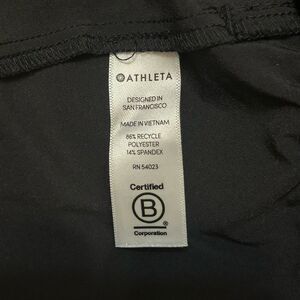 ATHLETA
DESIGNED IN
SAN FRANCISCO
MADE IN VIETNAM
86% RECYCLE
POLYESTER
14% SPANDEX
RN 54023
Certified
B
Corporation